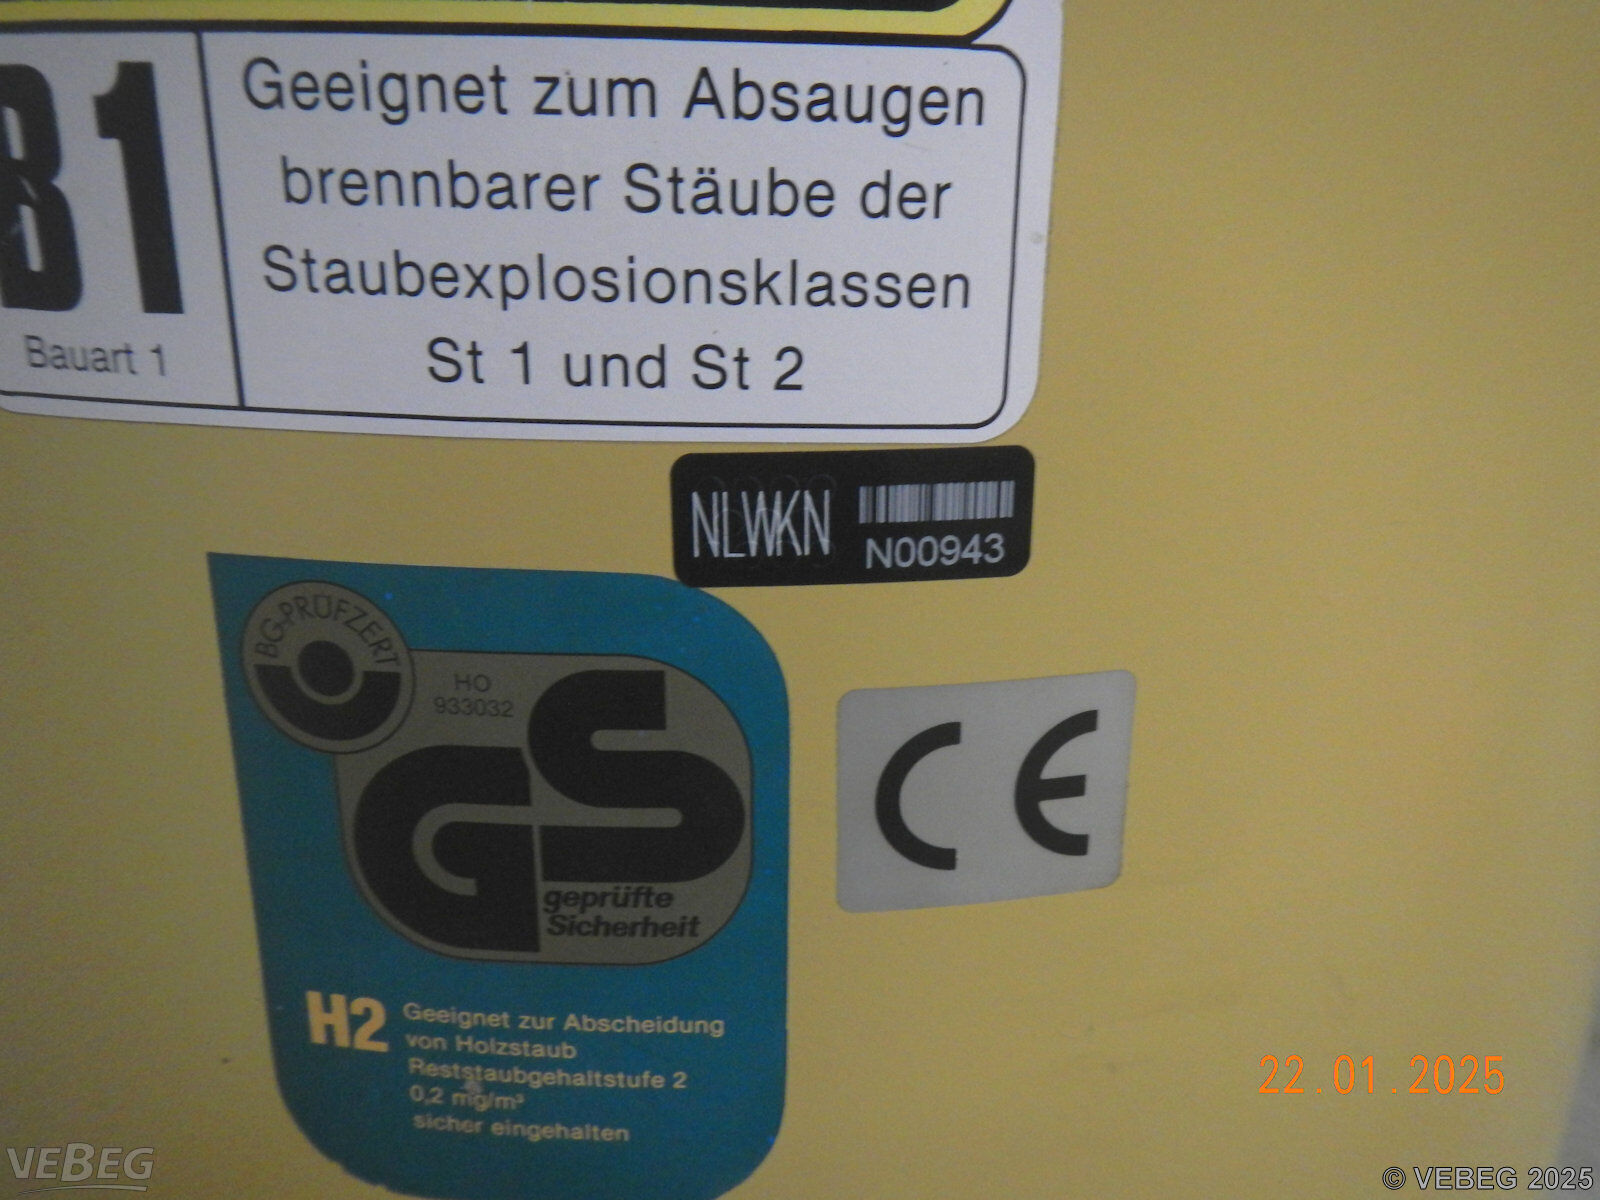 B1
Bauart 1
Geeignet zum Absaugen
brennbarer Stäube der
Staubexplosionsklassen
St 1 und St 2
NLWKN
N00943
BG-PRÜFZERT
HO
933032
GS
geprüfte
Sicherheit
CE
H2
Geeignet zur Abscheidung
von Holzstaub
Reststaubgehaltstufe 2
0,2 mg/m³
sicher eingehalten
22.01.2025
VEBEG
© VEBEG 2025